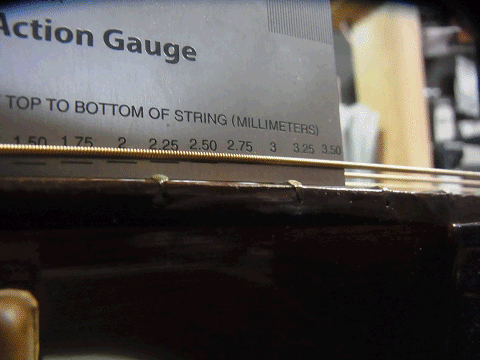 Action Gauge
TOP TO BOTTOM OF STRING (MILLIMETERS)
1.50 1.75 2 2.25 2.50 2.75 3 3.25 3.50